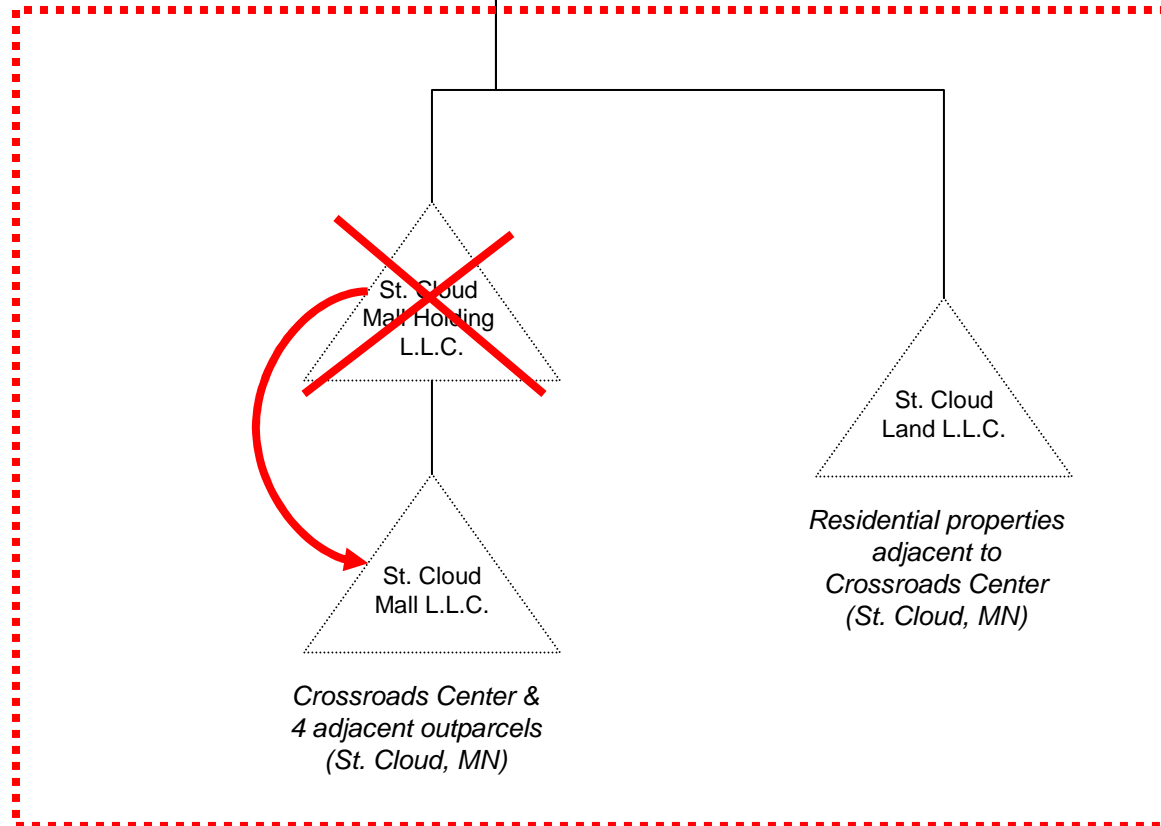 St. Cloud
Mall Holding
L.L.C.
St. Cloud
Land L.L.C.
Residential properties
adjacent to
Crossroads Center
(St. Cloud, MN)
St. Cloud
Mall L.L.C.
Crossroads Center &
4 adjacent outparcels
(St. Cloud, MN)